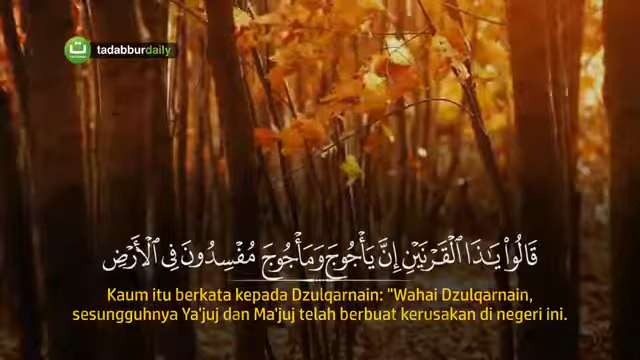 tadabburdaily
قَالُوا۟ يَـٰذَا ٱلْقَرْنَيْنِ إِنَّ يَأْجُوجَ وَمَأْجُوجَ مُفْسِدُونَ فِى ٱلْأَرْضِ
Kaum itu berkata kepada Dzulqarnain: "Wahai Dzulqarnain,
sesungguhnya Ya'juj dan Ma'juj telah berbuat kerusakan di negeri ini.